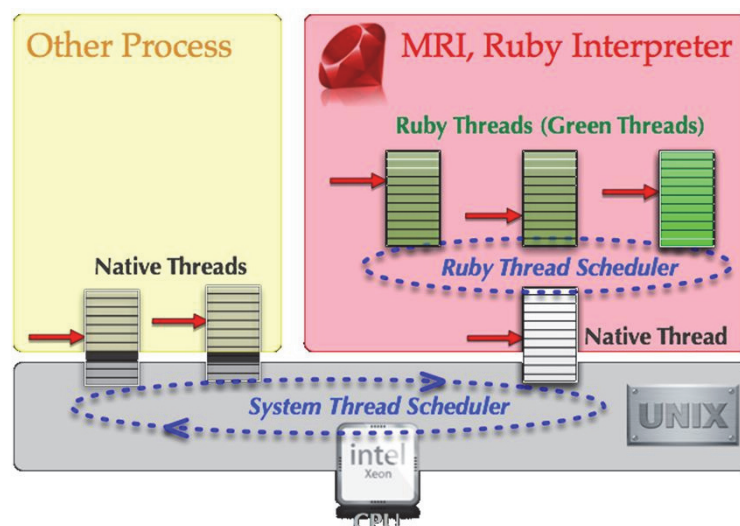 Other Process
MRI, Ruby Interpreter
Ruby Threads (Green Threads)
Ruby Thread Scheduler
Native Threads
Native Thread
System Thread Scheduler
UNIX
intel
Xeon
CPU